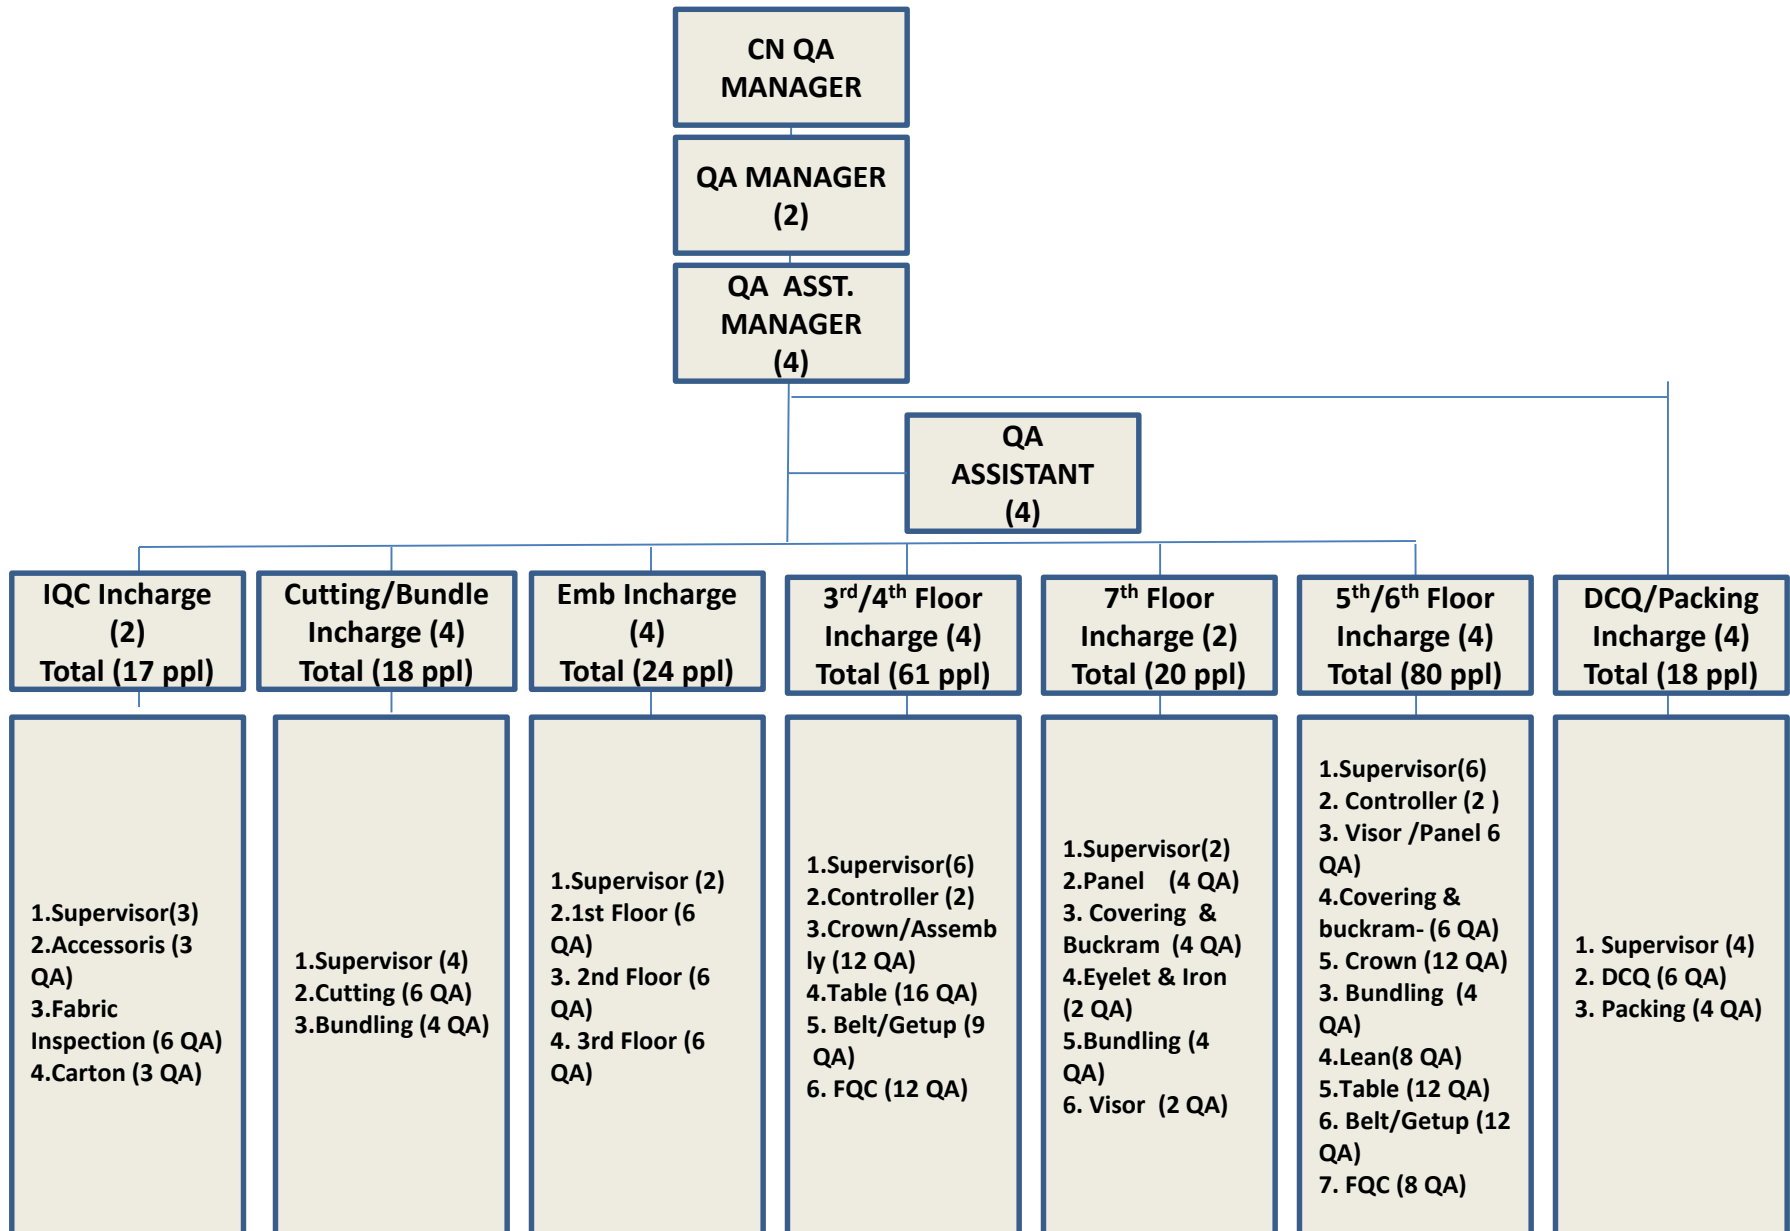 CN QA
MANAGER
QA MANAGER
(2)
QA ASST.
MANAGER
(4)
QA
ASSISTANT
(4)
IQC Incharge
(2)
Total (17 ppl)
Cutting/Bundle
Incharge (4)
Total (18 ppl)
Emb Incharge
(4)
Total (24 ppl)
3rd/4th Floor
Incharge (4)
Total (61 ppl)
7th Floor
Incharge (2)
Total (20 ppl)
5th/6th Floor
Incharge (4)
Total (80 ppl)
DCQ/Packing
Incharge (4)
Total (18 ppl)
1.Supervisor(3)
2.Accessoris (3
QA)
3.Fabric
Inspection (6 QA)
4.Carton (3 QA)
1.Supervisor (4)
2.Cutting (6 QA)
3.Bundling (4 QA)
1.Supervisor (2)
2.1st Floor (6
QA)
3. 2nd Floor (6
QA)
4. 3rd Floor (6
QA)
1.Supervisor(6)
2.Controller (2)
3.Crown/Assemb
ly (12 QA)
4.Table (16 QA)
5. Belt/Getup (9
QA)
6. FQC (12 QA)
1.Supervisor(2)
2.Panel (4 QA)
3. Covering &
Buckram (4 QA)
4.Eyelet & Iron
(2 QA)
5.Bundling (4
QA)
6. Visor (2 QA)
1.Supervisor(6)
2. Controller (2 )
3. Visor /Panel 6
QA)
4.Covering &
buckram- (6 QA)
5. Crown (12 QA)
3. Bundling (4
QA)
4.Lean(8 QA)
5.Table (12 QA)
6. Belt/Getup (12
QA)
7. FQC (8 QA)
1. Supervisor (4)
2. DCQ (6 QA)
3. Packing (4 QA)